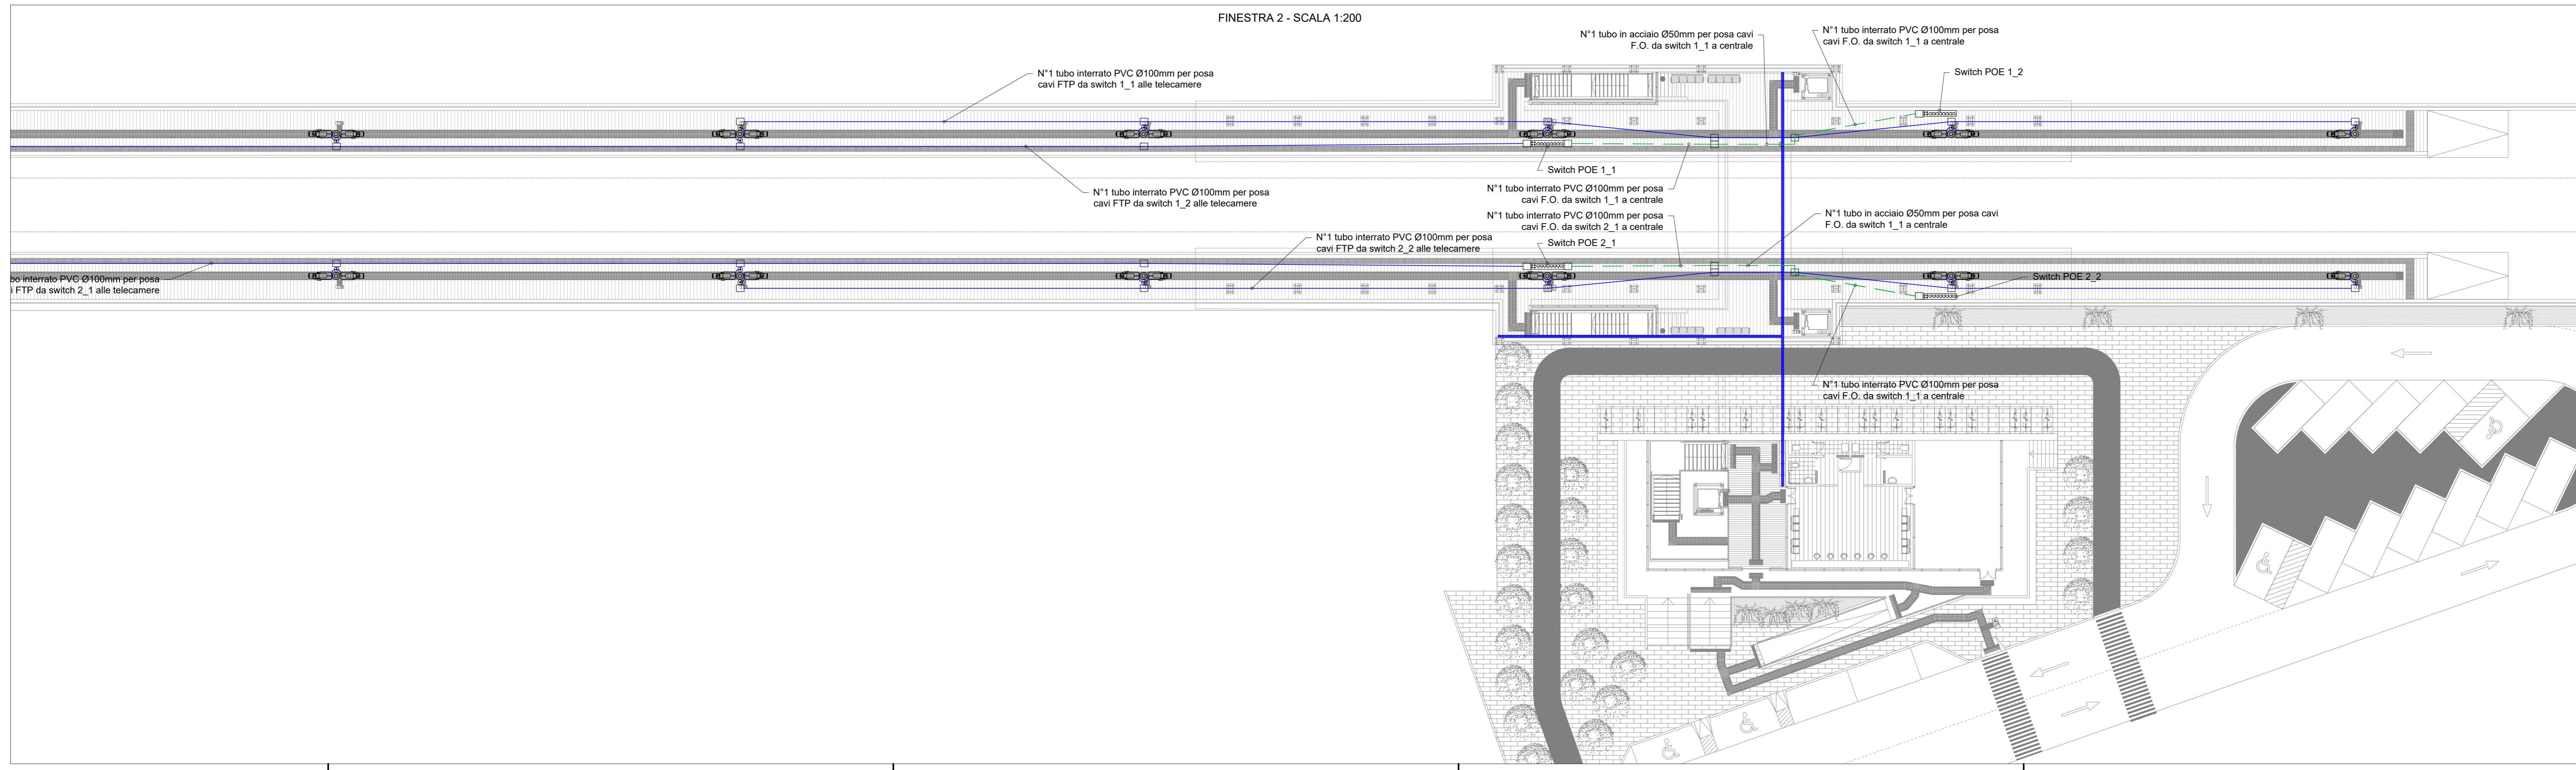 FINESTRA 2 - SCALA 1:200
N°1 tubo in acciaio Ø50mm per posa cavi
F.O. da switch 1_1 a centrale
N°1 tubo interrato PVC Ø100mm per posa
cavi F.O. da switch 1_1 a centrale
N°1 tubo interrato PVC Ø100mm per posa
cavi FTP da switch 1_1 alle telecamere
Switch POE 1_2
Switch POE 1_1
N°1 tubo interrato PVC Ø100mm per posa
cavi FTP da switch 1_2 alle telecamere
N°1 tubo interrato PVC Ø100mm per posa
cavi F.O. da switch 1_1 a centrale
N°1 tubo interrato PVC Ø100mm per posa
cavi F.O. da switch 2_1 a centrale
N°1 tubo in acciaio Ø50mm per posa cavi
F.O. da switch 1_1 a centrale
N°1 tubo interrato PVC Ø100mm per posa
cavi FTP da switch 2_2 alle telecamere
Switch POE 2_1
bo interrato PVC Ø100mm per posa
i FTP da switch 2_1 alle telecamere
Switch POE 2_2
N°1 tubo interrato PVC Ø100mm per posa
cavi F.O. da switch 1_1 a centrale